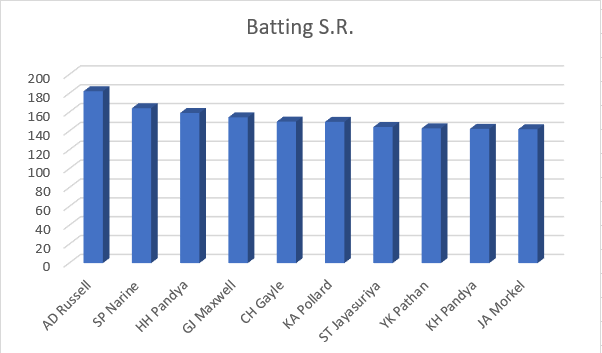 Batting S.R.
200
180
160
140
120
100
80
60
40
20
0
AD Russell
SP Narine
HH Pandya
GJ Maxwell
CH Gayle
KA Pollard
ST Jayasuriya
YK Pathan
KH Pandya
JA Morkel